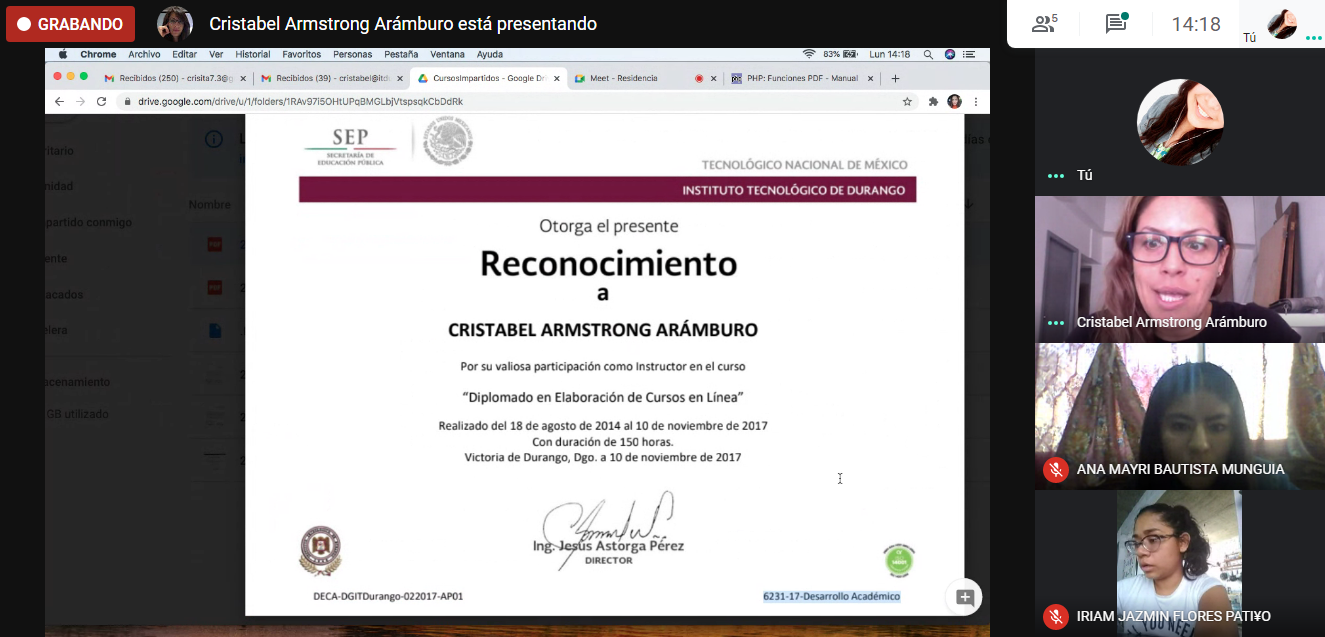 GRABANDO
Cristabel Armstrong Arámburo está presentando
5
14:18
Tú
Chrome Archivo Editar Ver Historial Favoritos Personas Pestaña Ventana Ayuda
83% Lun 14:18
Recibidos (250) - crisita7.3@g
Recibidos (39) - cristabel@itd
CursosImpartidos - Google Dr
Meet - Residencia
PHP: Funciones PDF - Manual
drive.google.com/drive/u/1/folders/1RAv97i5OHtUPqBMGLbjVtspsqkCbDdRk
partido conmigo
acados
acenamiento
GB utilizado
Nombre
SEP
SECRETARÍA DE
EDUCACIÓN PÚBLICA
TECNOLÓGICO NACIONAL DE MÉXICO
INSTITUTO TECNOLÓGICO DE DURANGO
Otorga el presente
Reconocimiento
a
CRISTABEL ARMSTRONG ARÁMBURO
Por su valiosa participación como Instructor en el curso
“Diplomado en Elaboración de Cursos en Línea”
Realizado del 18 de agosto de 2014 al 10 de noviembre de 2017
Con duración de 150 horas.
Victoria de Durango, Dgo. a 10 de noviembre de 2017
Ing. Jesús Astorga Pérez
DIRECTOR
DECA-DGITDurango-022017-AP01
6231-17-Desarrollo Académico
Tú
Cristabel Armstrong Arámburo
ANA MAYRI BAUTISTA MUNGUIA
IRIAM JAZMIN FLORES PATI¥O